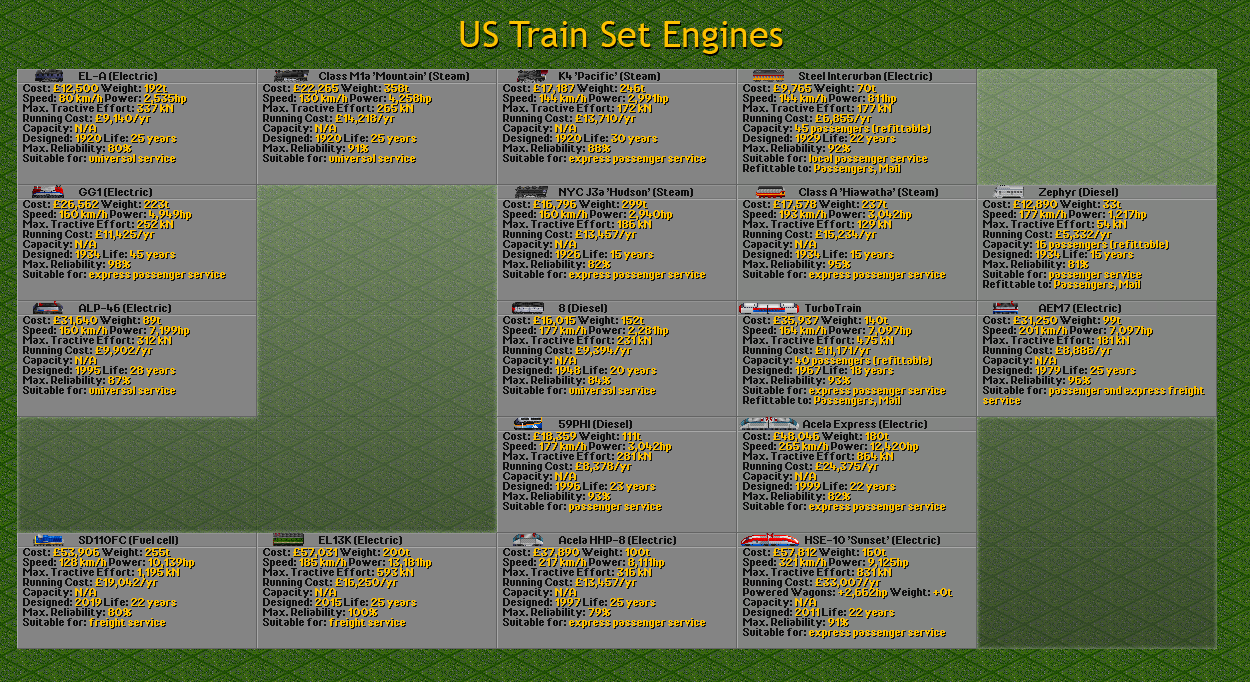 US Train Set Engines
EL-A (Electric)
Cost: £12,500 Weight: 192t
Speed: 80 km/h Power: 2,535hp
Max. Tractive Effort: 337 kN
Running Cost: £9,140/yr
Capacity: N/A
Designed: 1920 Life: 25 years
Max. Reliability: 80%
Suitable for: universal service
Class M1a 'Mountain' (Steam)
Cost: £22,265 Weight: 358t
Speed: 130 km/h Power: 4,258hp
Max. Tractive Effort: 265 kN
Running Cost: £14,218/yr
Capacity: N/A
Designed: 1920 Life: 25 years
Max. Reliability: 91%
Suitable for: universal service
K4 'Pacific' (Steam)
Cost: £17,187 Weight: 246t
Speed: 144 km/h Power: 2,991hp
Max. Tractive Effort: 172 kN
Running Cost: £13,710/yr
Capacity: N/A
Designed: 1920 Life: 30 years
Max. Reliability: 88%
Suitable for: express passenger service
Steel Interurban (Electric)
Cost: £9,765 Weight: 70t
Speed: 144 km/h Power: 811hp
Max. Tractive Effort: 177 kN
Running Cost: £6,855/yr
Capacity: 45 passengers (refittable)
Designed: 1929 Life: 22 years
Max. Reliability: 92%
Suitable for: local passenger service
Refittable to: Passengers, Mail
GG1 (Electric)
Cost: £26,562 Weight: 223t
Speed: 160 km/h Power: 4,949hp
Max. Tractive Effort: 252 kN
Running Cost: £11,425/yr
Capacity: N/A
Designed: 1934 Life: 45 years
Max. Reliability: 98%
Suitable for: express passenger service
NYC J3a 'Hudson' (Steam)
Cost: £16,796 Weight: 299t
Speed: 160 km/h Power: 2,940hp
Max. Tractive Effort: 186 kN
Running Cost: £13,457/yr
Capacity: N/A
Designed: 1926 Life: 15 years
Max. Reliability: 82%
Suitable for: express passenger service
Class A 'Hiawatha' (Steam)
Cost: £17,578 Weight: 237t
Speed: 193 km/h Power: 3,042hp
Max. Tractive Effort: 129 kN
Running Cost: £15,234/yr
Capacity: N/A
Designed: 1934 Life: 15 years
Max. Reliability: 95%
Suitable for: express passenger service
Zephyr (Diesel)
Cost: £12,890 Weight: 33t
Speed: 177 km/h Power: 1,217hp
Max. Tractive Effort: 54 kN
Running Cost: £5,332/yr
Capacity: 16 passengers (refittable)
Designed: 1934 Life: 15 years
Max. Reliability: 81%
Suitable for: passenger service
Refittable to: Passengers, Mail
ALP-46 (Electric)
Cost: £31,640 Weight: 89t
Speed: 160 km/h Power: 7,199hp
Max. Tractive Effort: 312 kN
Running Cost: £9,902/yr
Capacity: N/A
Designed: 1995 Life: 28 years
Max. Reliability: 87%
Suitable for: universal service
8 (Diesel)
Cost: £16,015 Weight: 152t
Speed: 177 km/h Power: 2,281hp
Max. Tractive Effort: 231 kN
Running Cost: £9,394/yr
Capacity: N/A
Designed: 1948 Life: 20 years
Max. Reliability: 84%
Suitable for: universal service
TurboTrain
Cost: £35,937 Weight: 140t
Speed: 164 km/h Power: 7,097hp
Max. Tractive Effort: 475 kN
Running Cost: £11,171/yr
Capacity: 40 passengers (refittable)
Designed: 1967 Life: 18 years
Max. Reliability: 93%
Suitable for: express passenger service
Refittable to: Passengers, Mail
AEM7 (Electric)
Cost: £31,250 Weight: 99t
Speed: 201 km/h Power: 7,097hp
Max. Tractive Effort: 181 kN
Running Cost: £8,886/yr
Capacity: N/A
Designed: 1979 Life: 25 years
Max. Reliability: 96%
Suitable for: passenger and express freight
service
59PHI (Diesel)
Cost: £18,359 Weight: 111t
Speed: 177 km/h Power: 3,042hp
Max. Tractive Effort: 281 kN
Running Cost: £8,378/yr
Capacity: N/A
Designed: 1996 Life: 23 years
Max. Reliability: 93%
Suitable for: passenger service
Acela Express (Electric)
Cost: £48,046 Weight: 180t
Speed: 265 km/h Power: 12,420hp
Max. Tractive Effort: 864 kN
Running Cost: £24,375/yr
Capacity: N/A
Designed: 1999 Life: 22 years
Max. Reliability: 82%
Suitable for: express passenger service
SD110FC (Fuel cell)
Cost: £53,906 Weight: 255t
Speed: 128 km/h Power: 10,139hp
Max. Tractive Effort: 1,195 kN
Running Cost: £19,042/yr
Capacity: N/A
Designed: 2019 Life: 22 years
Max. Reliability: 80%
Suitable for: freight service
EL13K (Electric)
Cost: £57,031 Weight: 200t
Speed: 185 km/h Power: 13,181hp
Max. Tractive Effort: 593 kN
Running Cost: £16,250/yr
Capacity: N/A
Designed: 2015 Life: 25 years
Max. Reliability: 100%
Suitable for: freight service
Acela HHP-8 (Electric)
Cost: £37,890 Weight: 100t
Speed: 217 km/h Power: 8,111hp
Max. Tractive Effort: 316 kN
Running Cost: £13,457/yr
Capacity: N/A
Designed: 1997 Life: 25 years
Max. Reliability: 79%
Suitable for: express passenger service
HSE-10 'Sunset' (Electric)
Cost: £57,812 Weight: 160t
Speed: 321 km/h Power: 9,125hp
Max. Tractive Effort: 831 kN
Running Cost: £33,007/yr
Powered Wagons: +2,662hp Weight: +0t
Capacity: N/A
Designed: 2011 Life: 22 years
Max. Reliability: 91%
Suitable for: express passenger service